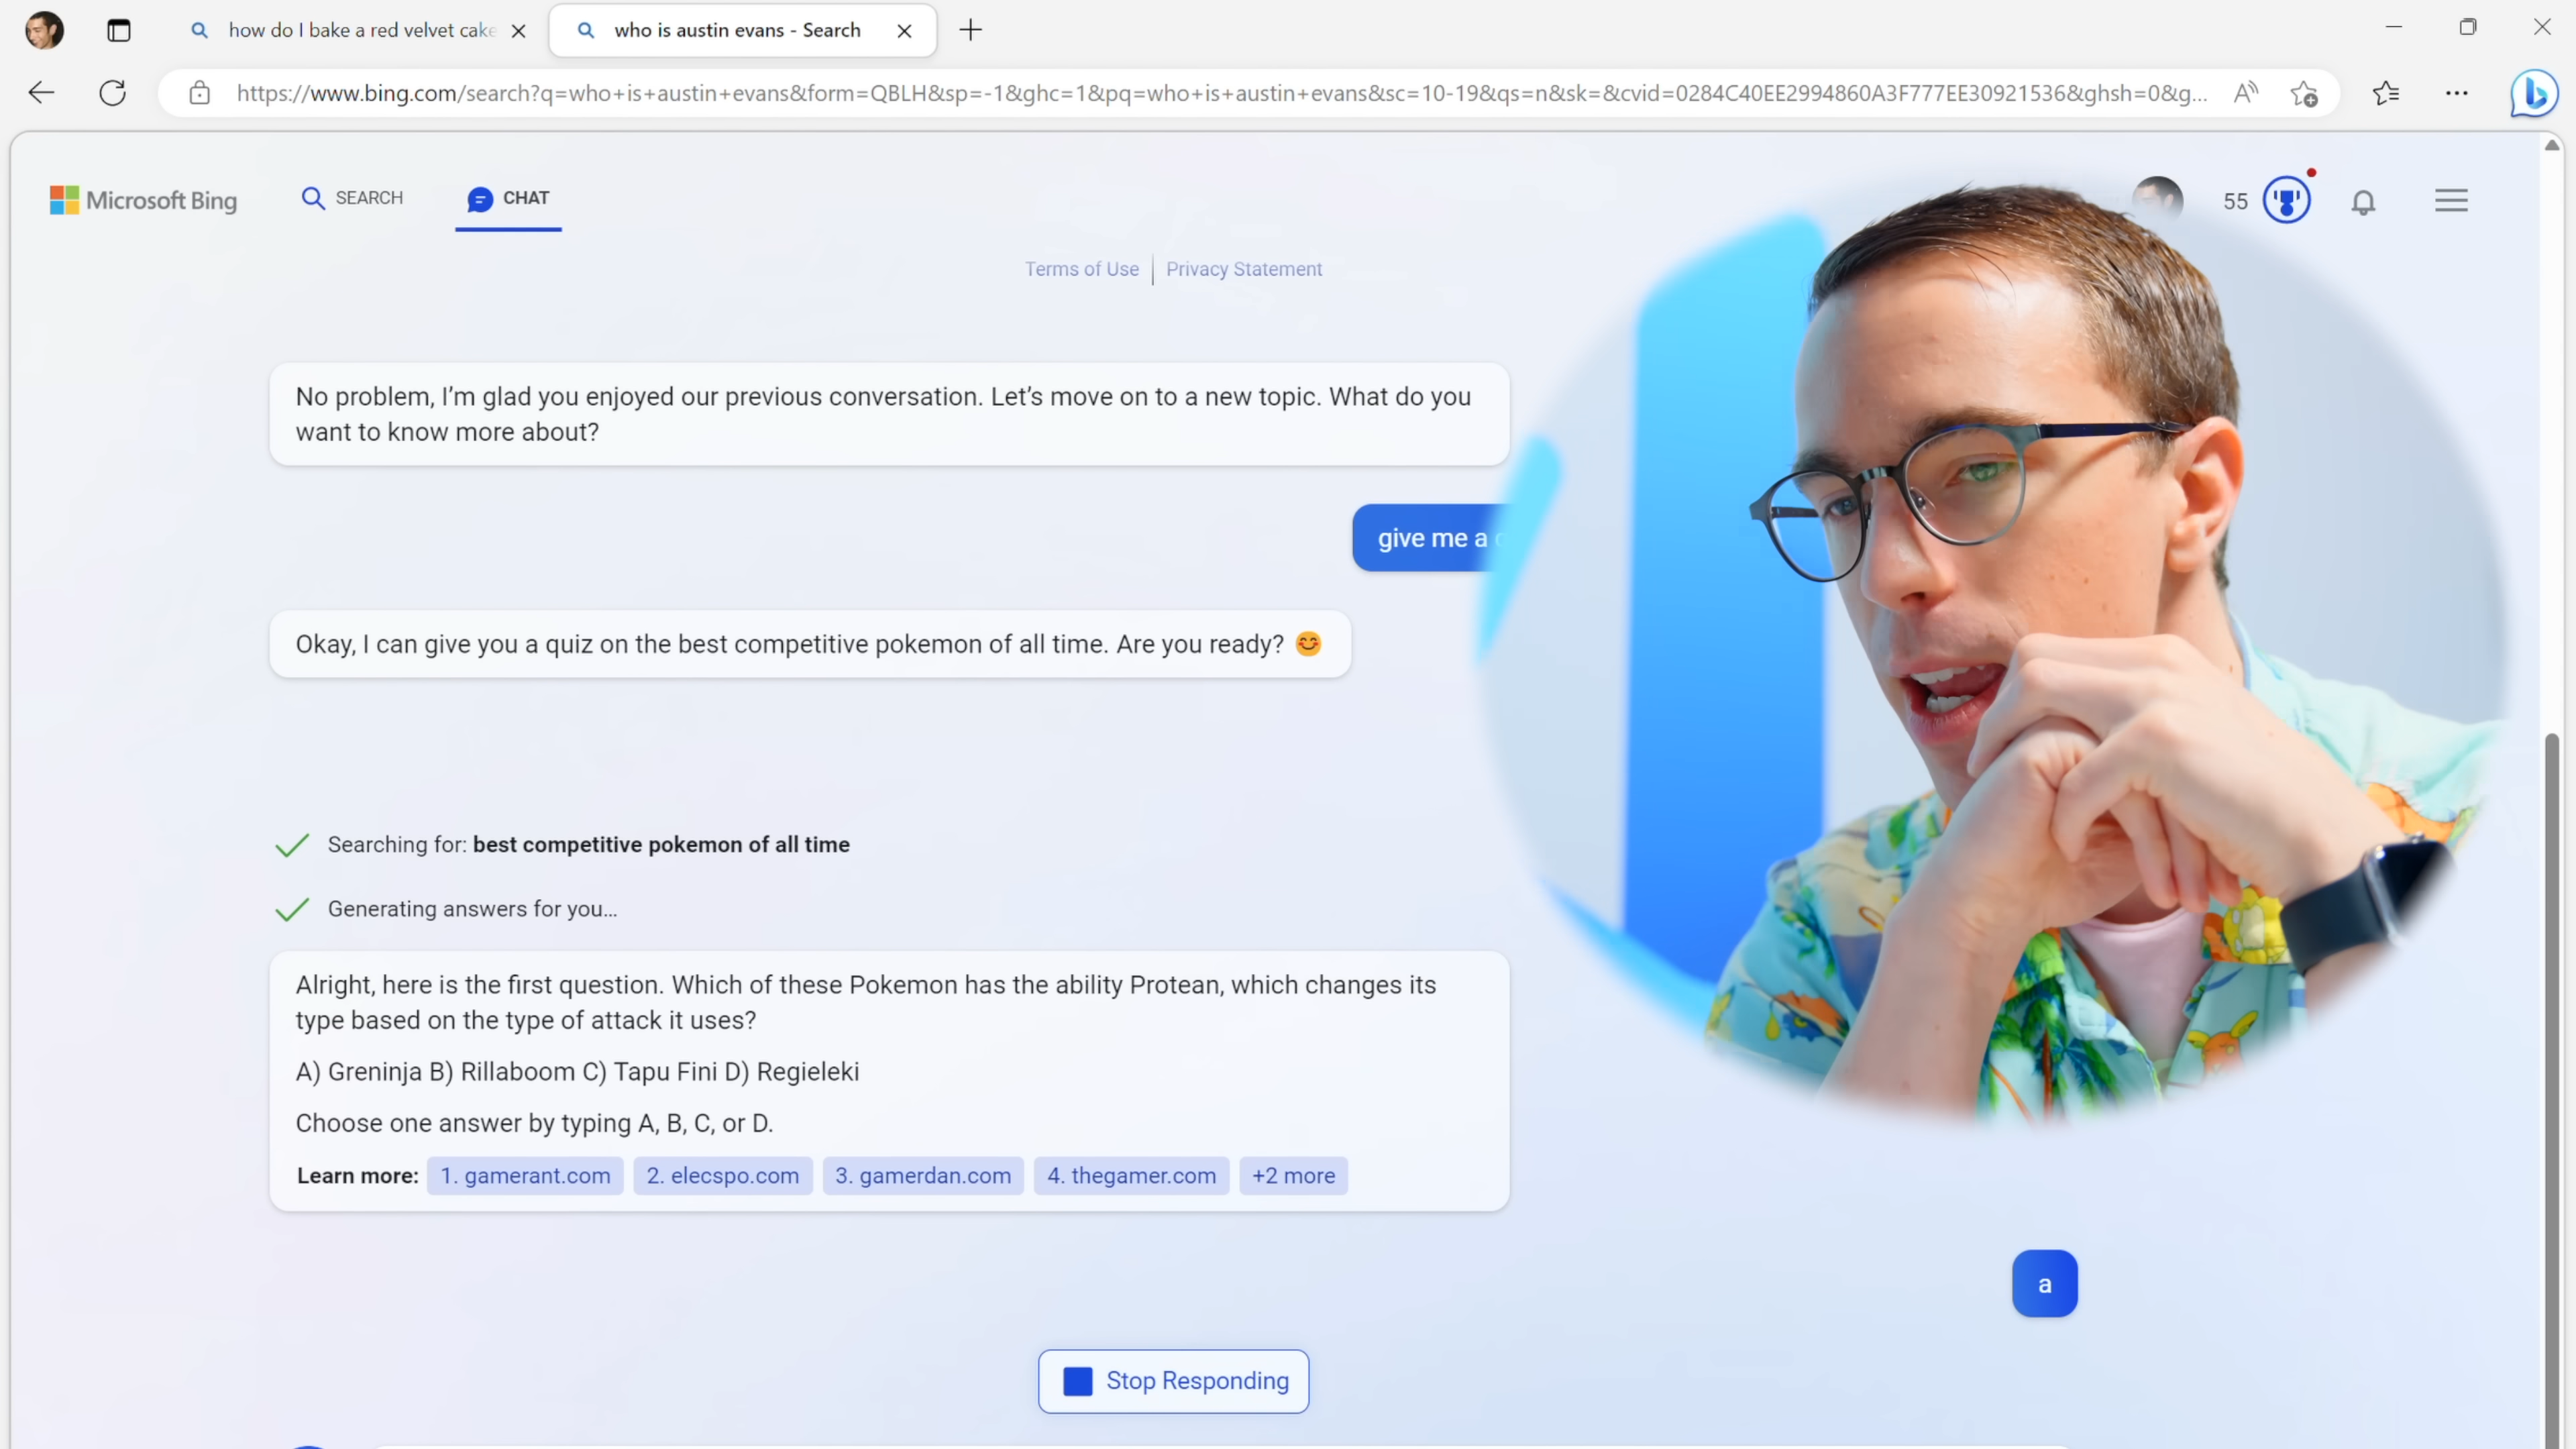 how do I bake a red velvet cake
who is austin evans - Search
https://www.bing.com/search?q=who+is+austin+evans&form=QBLH&sp=-1&ghc=1&pq=who+is+austin+evans&sc=10-19&qs=n&sk=&cvid=0284C40EE2994860A3F777EE30921536&ghsh=0&g...
Microsoft Bing
SEARCH
CHAT
55
Terms of Use
Privacy Statement
No problem, I’m glad you enjoyed our previous conversation. Let’s move on to a new topic. What do you
want to know more about?
give me a
Okay, I can give you a quiz on the best competitive pokemon of all time. Are you ready? 😊
Searching for: best competitive pokemon of all time
Generating answers for you…
Alright, here is the first question. Which of these Pokemon has the ability Protean, which changes its
type based on the type of attack it uses?
A) Greninja B) Rillaboom C) Tapu Fini D) Regieleki
Choose one answer by typing A, B, C, or D.
Learn more: 1. gamerant.com 2. elecspo.com 3. gamerdan.com 4. thegamer.com +2 more
a
Stop Responding